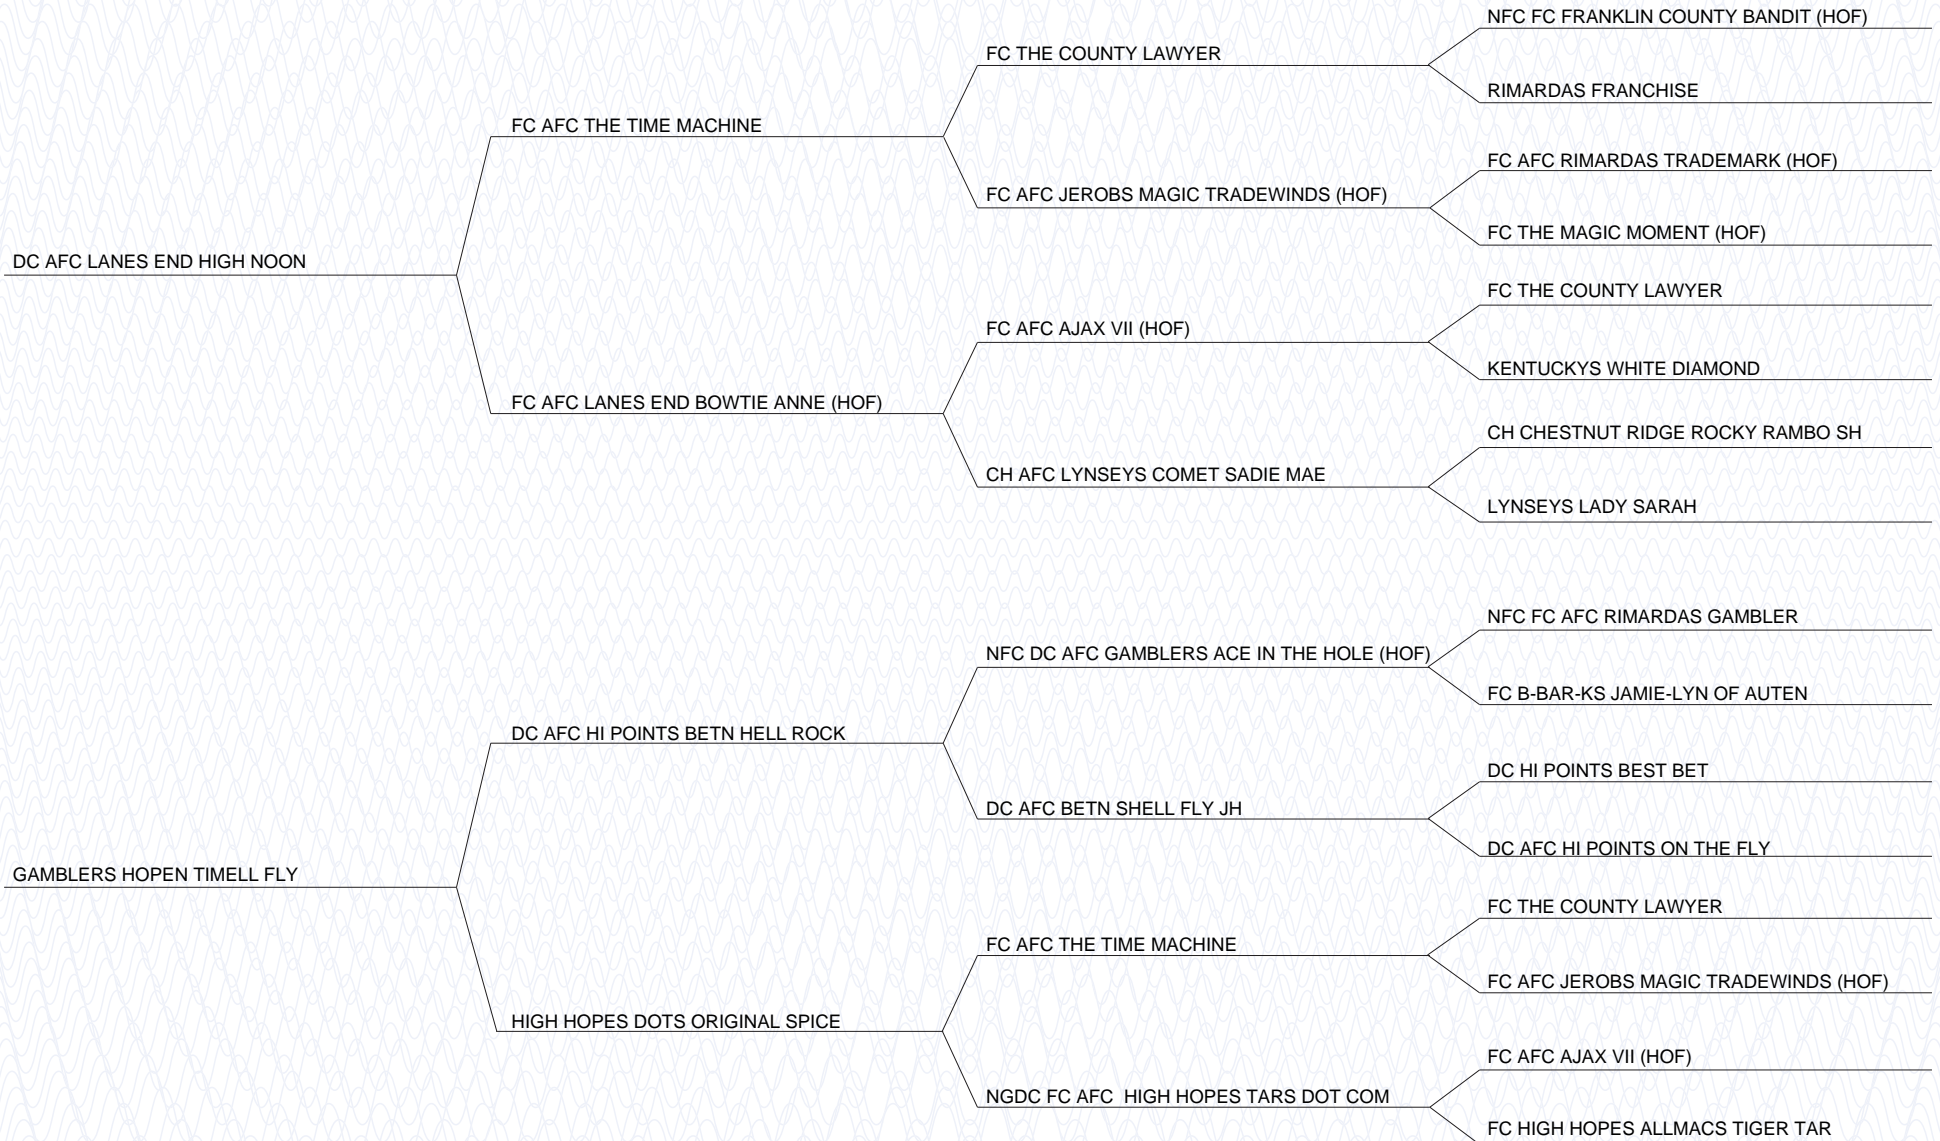 NFC FC FRANKLIN COUNTY BANDIT (HOF)
FC THE COUNTY LAWYER
RIMARDAS FRANCHISE
FC AFC THE TIME MACHINE
FC AFC RIMARDAS TRADEMARK (HOF)
FC AFC JEROBS MAGIC TRADEWINDS (HOF)
FC THE MAGIC MOMENT (HOF)
DC AFC LANES END HIGH NOON
FC THE COUNTY LAWYER
FC AFC AJAX VII (HOF)
KENTUCKYS WHITE DIAMOND
FC AFC LANES END BOWTIE ANNE (HOF)
CH CHESTNUT RIDGE ROCKY RAMBO SH
CH AFC LYNSEYS COMET SADIE MAE
LYNSEYS LADY SARAH
NFC FC AFC RIMARDAS GAMBLER
NFC DC AFC GAMBLERS ACE IN THE HOLE (HOF)
FC B-BAR-KS JAMIE-LYN OF AUTEN
DC AFC HI POINTS BETN HELL ROCK
DC HI POINTS BEST BET
DC AFC BETN SHELL FLY JH
DC AFC HI POINTS ON THE FLY
GAMBLERS HOPEN TIMELL FLY
FC THE COUNTY LAWYER
FC AFC THE TIME MACHINE
FC AFC JEROBS MAGIC TRADEWINDS (HOF)
HIGH HOPES DOTS ORIGINAL SPICE
FC AFC AJAX VII (HOF)
NGDC FC AFC  HIGH HOPES TARS DOT COM
FC HIGH HOPES ALLMACS TIGER TAR